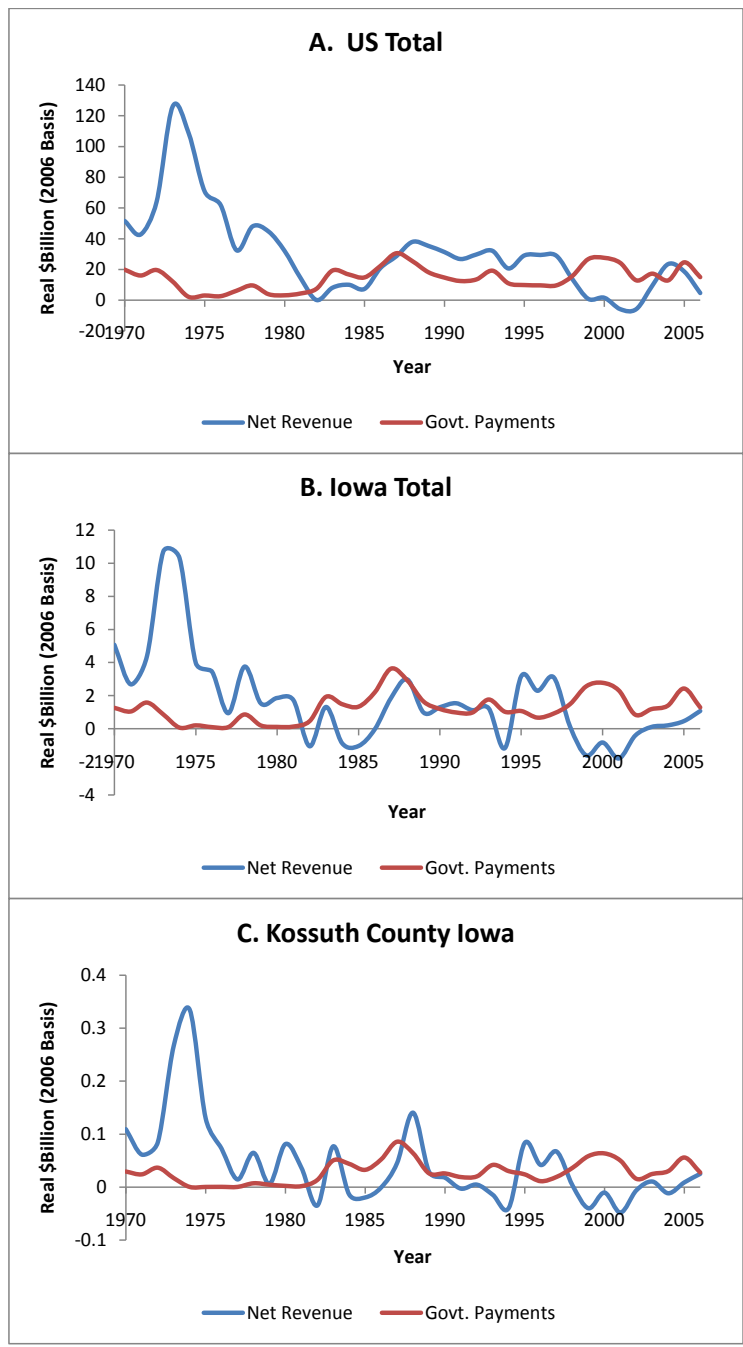 A. US Total
Real $Billion (2006 Basis)
140
120
100
80
60
40
20
0
-20
1970 1975 1980 1985 1990 1995 2000 2005
Year
Net Revenue Govt. Payments
B. Iowa Total
Real $Billion (2006 Basis)
12
10
8
6
4
2
0
-2
-4
1970 1975 1980 1985 1990 1995 2000 2005
Year
Net Revenue Govt. Payments
C. Kossuth County Iowa
Real $Billion (2006 Basis)
0.4
0.3
0.2
0.1
0
-0.1
1970 1975 1980 1985 1990 1995 2000 2005
Year
Net Revenue Govt. Payments